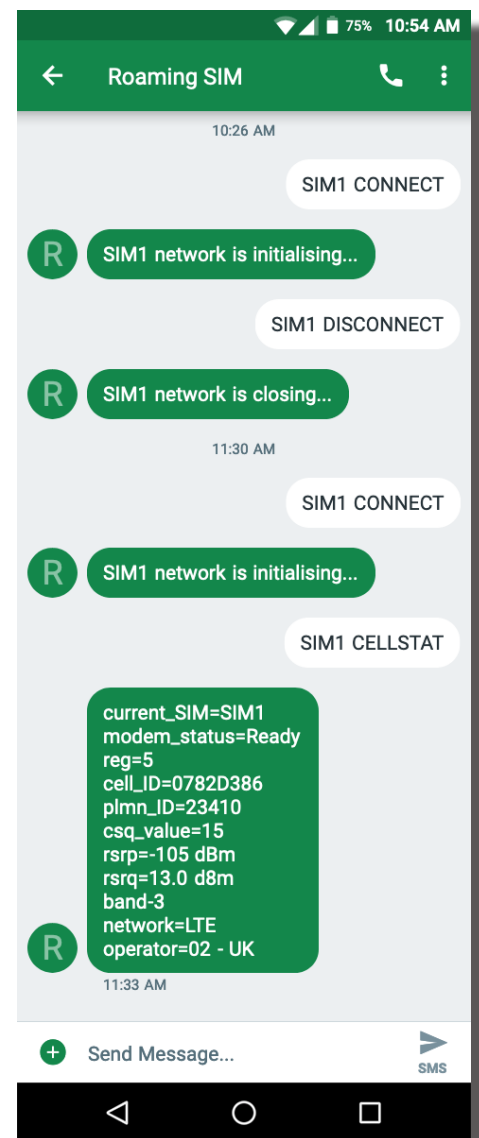 75% 10:54 AM
Roaming SIM
10:26 AM
SIM1 CONNECT
R
SIM1 network is initialising...
SIM1 DISCONNECT
R
SIM1 network is closing...
11:30 AM
SIM1 CONNECT
R
SIM1 network is initialising...
SIM1 CELLSTAT
current_SIM=SIM1
modem_status=Ready
reg=5
cell_ID=0782D386
plmn_ID=23410
csq_value=15
rsrp=-105 dBm
rsrq=13.0 d8m
band-3
network=LTE
operator=02 - UK
R
11:33 AM
Send Message...
SMS